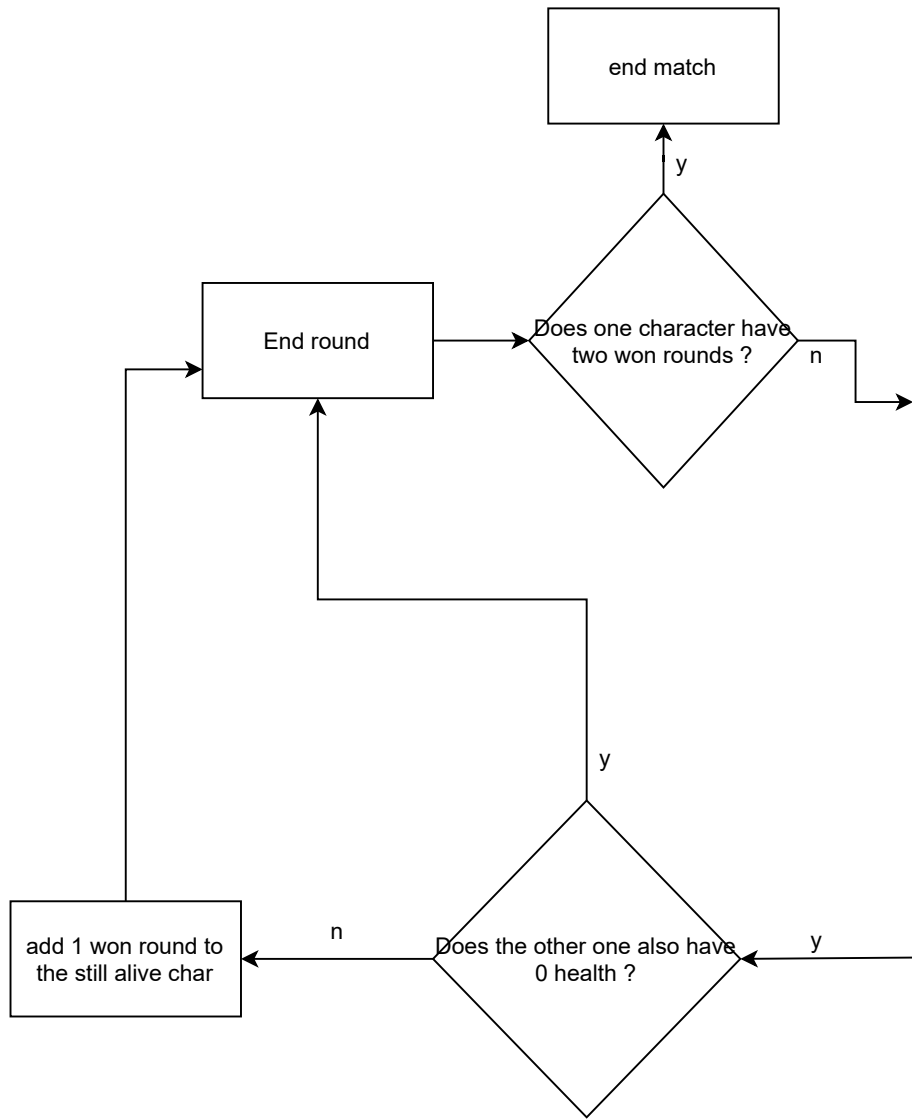 end match
y
Does one character have
two won rounds ?
n
End round
y
Does the other one also have
0 health ?
n
y
add 1 won round to
the still alive char